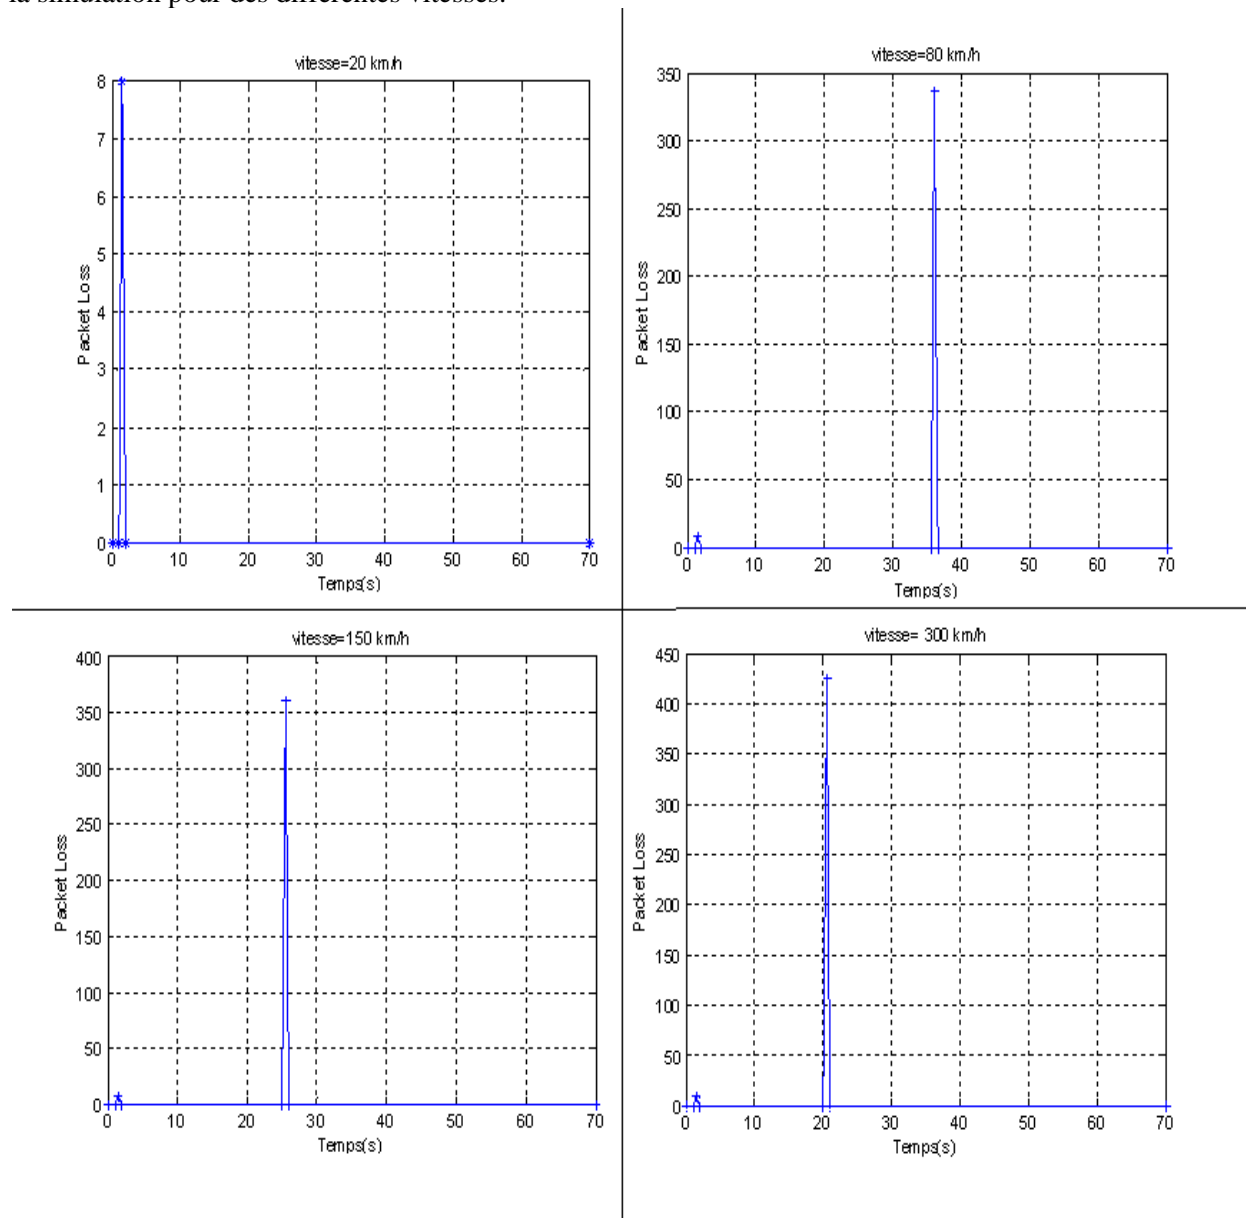 la simulation pour des différentes vitesses.
vitesse=20 km/h
8
7
6
5
4
3
2
1
0
Packet Loss
0 10 20 30 40 50 60 70
Temps(s)
vitesse=80 km/h
350
300
250
200
150
100
50
0
Packet Loss
0 10 20 30 40 50 60 70
Temps(s)
vitesse=150 km/h
400
350
300
250
200
150
100
50
0
Packet Loss
0 10 20 30 40 50 60 70
Temps(s)
vitesse= 300 km/h
450
400
350
300
250
200
150
100
50
0
Packet Loss
0 10 20 30 40 50 60 70
Temps(s)